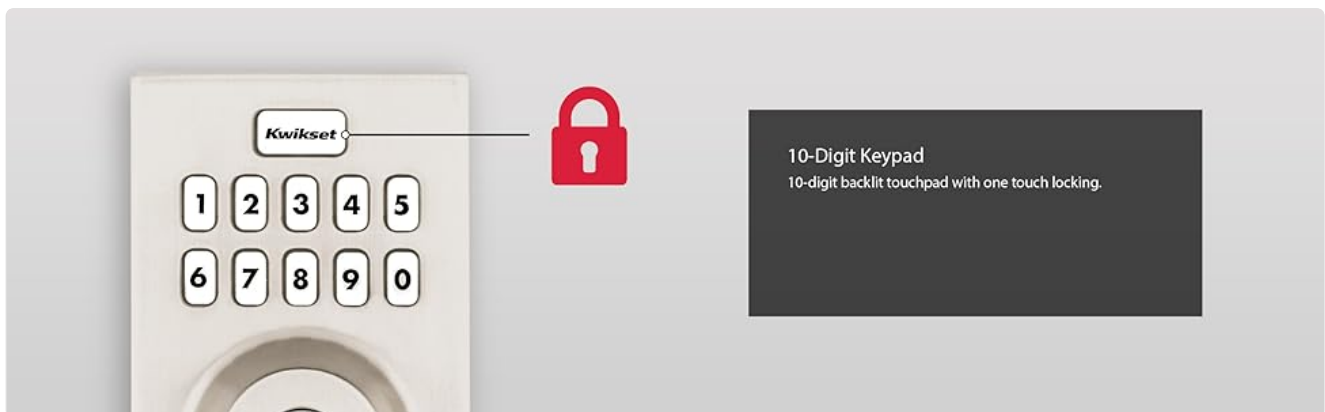 Kwikset
1 2 3 4 5
6 7 8 9 0
10-Digit Keypad
10-digit backlit touchpad with one touch locking.